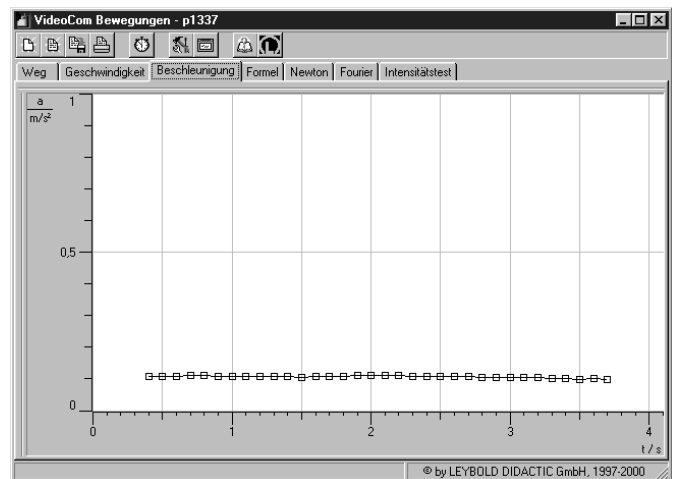 VideoCom Bewegungen - p1337
Weg Geschwindigkeit Beschleunigung Formel Newton Fourier Intensitätstest
a
m/s²
1
0,5
0
0 1 2 3 4
t / s
© by LEYBOLD DIDACTIC GmbH, 1997-2000